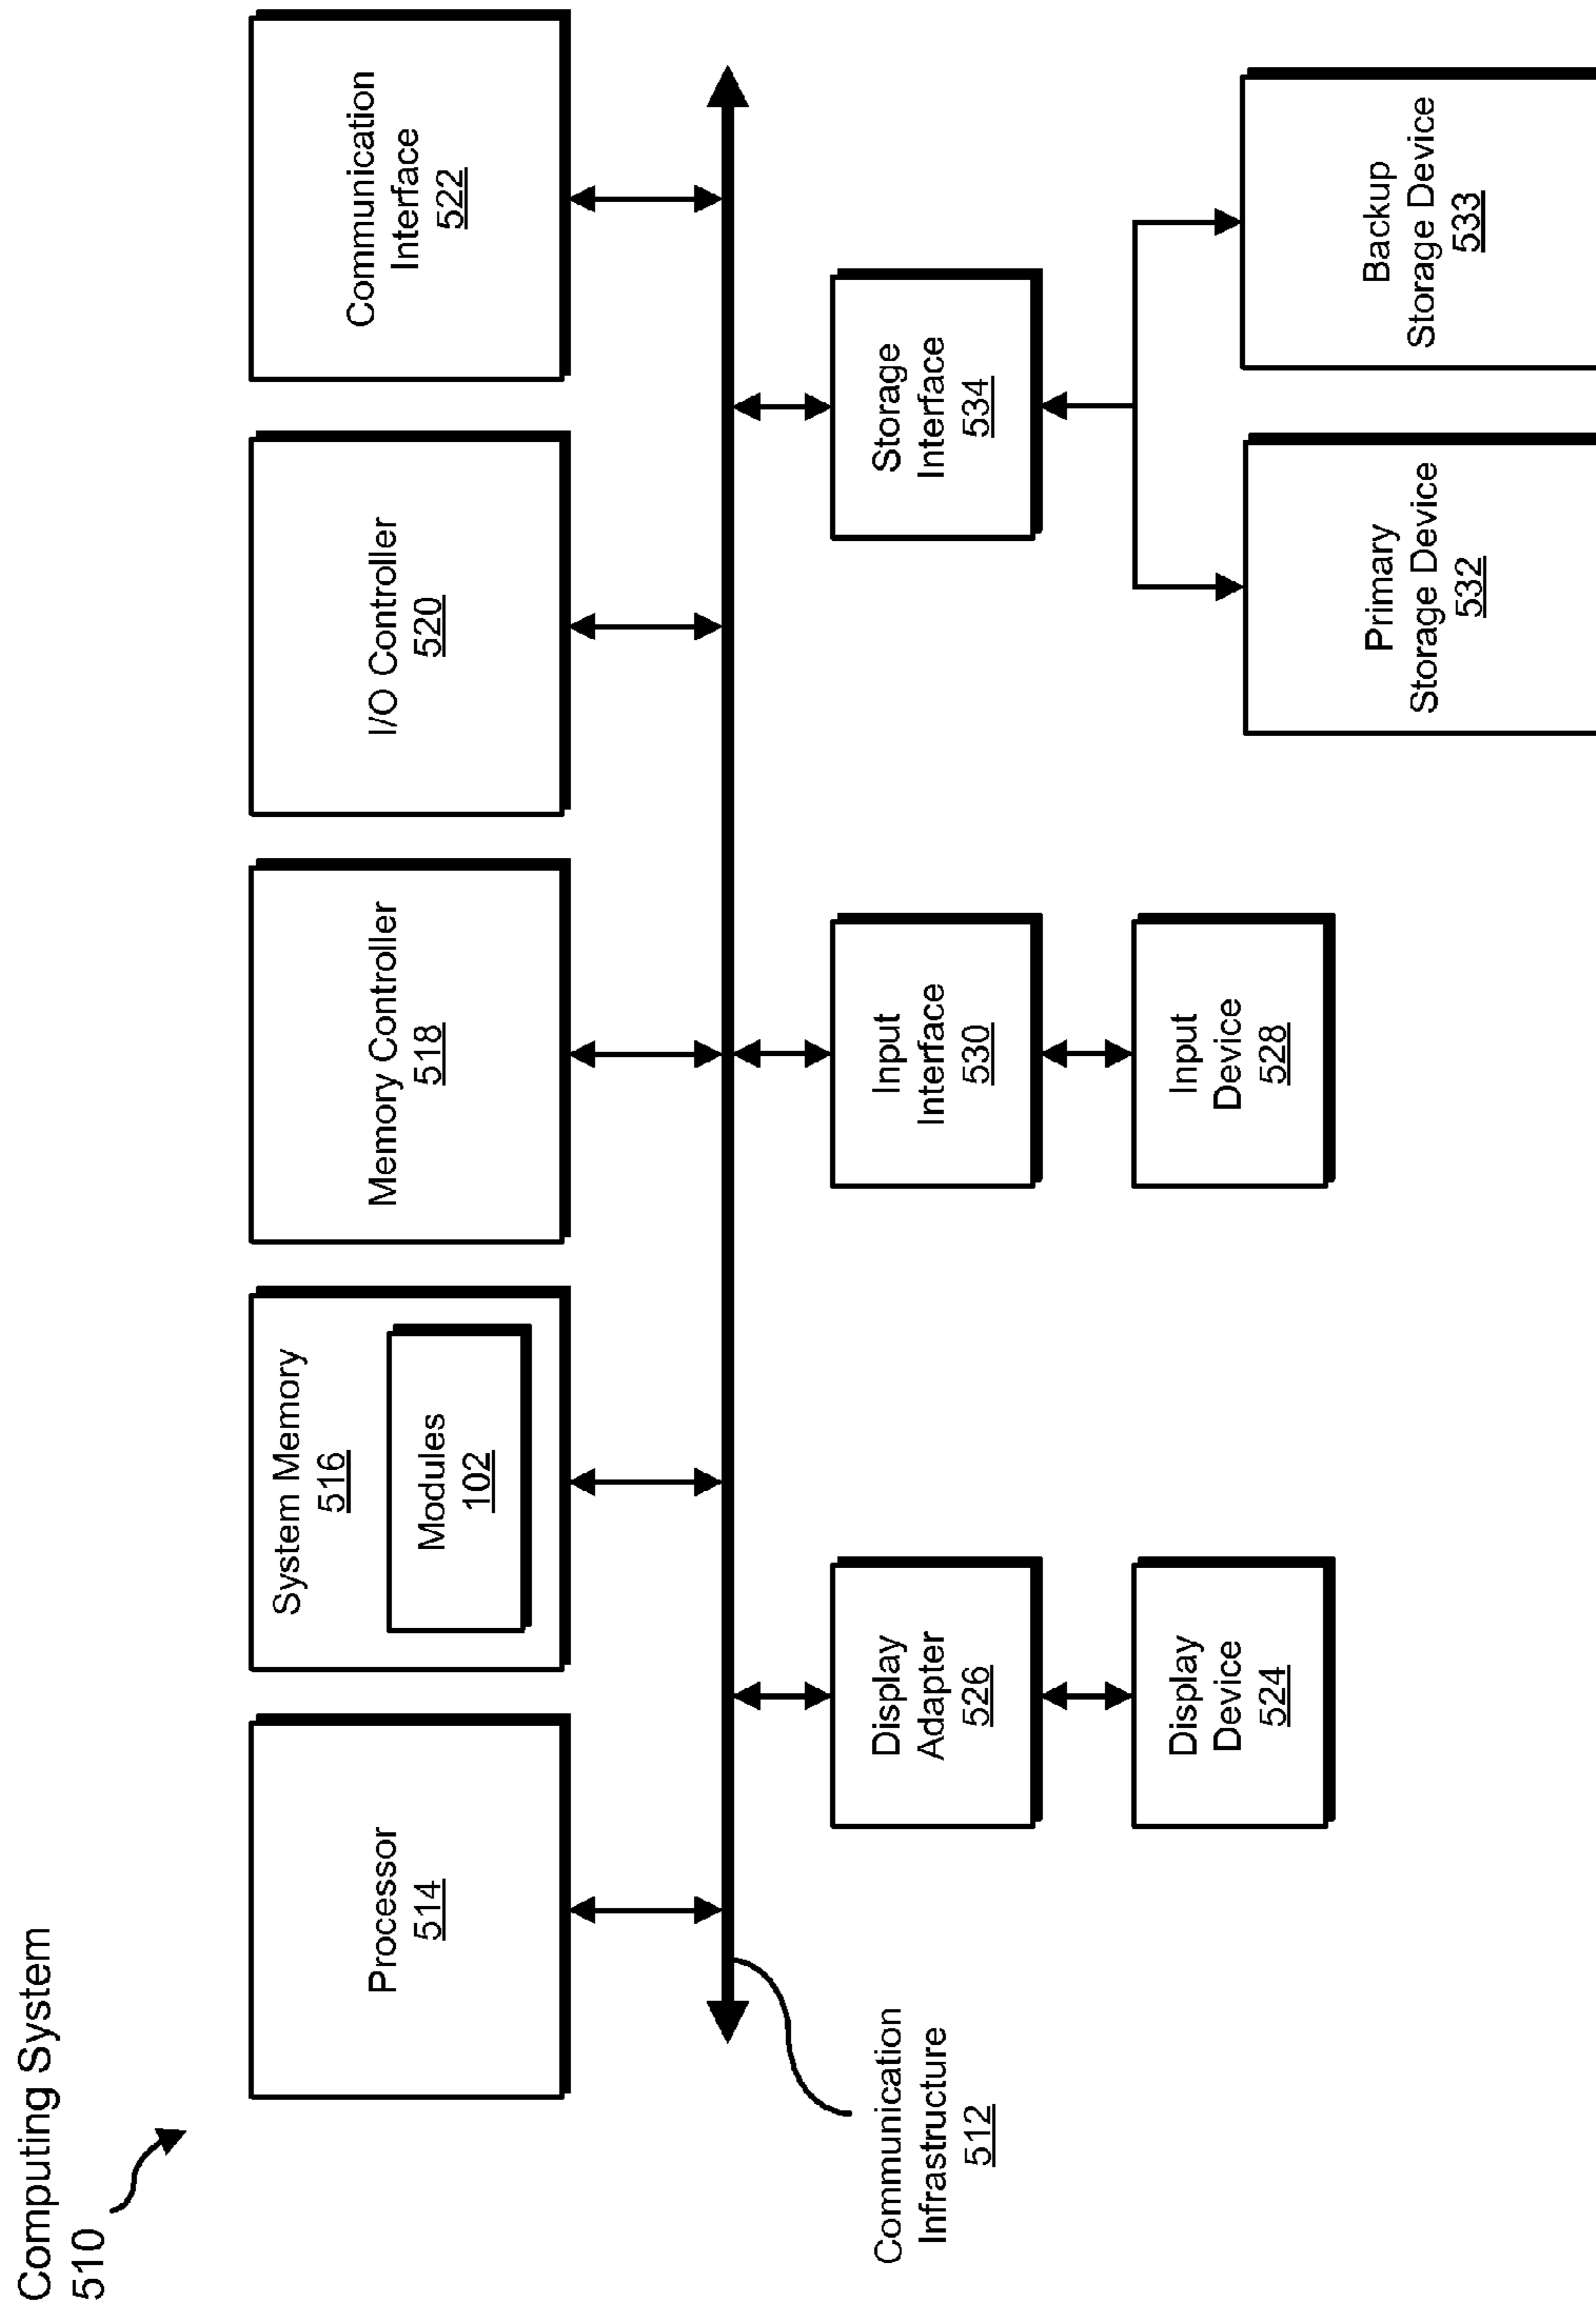 Computing System
510
Processor
514
System Memory
516
Modules
102
Memory Controller
518
I/O Controller
520
Communication
Interface
522
Communication
Infrastructure
512
Display
Adapter
526
Input
Interface
530
Storage
Interface
534
Display
Device
524
Input
Device
528
Primary
Storage Device
532
Backup
Storage Device
533